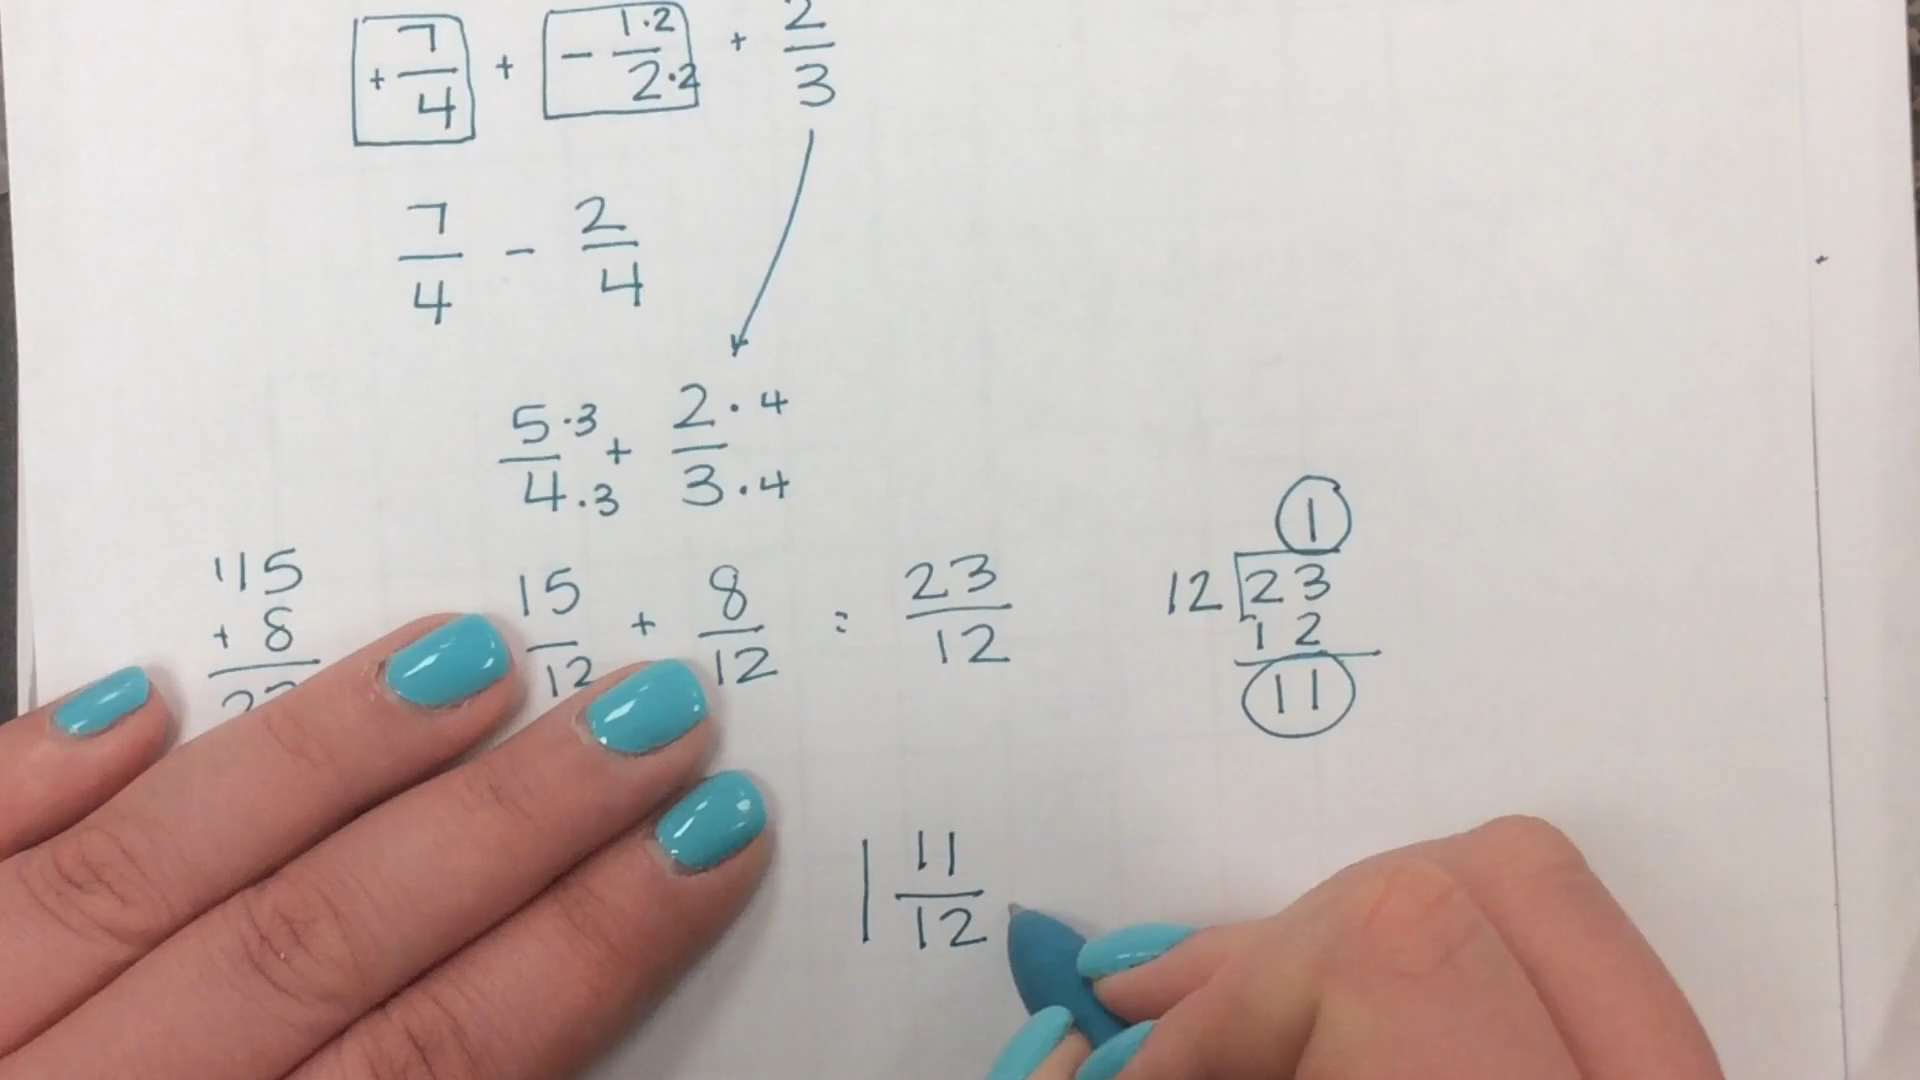 + 7/4 + - 1·2/2·2 + 2/3
7/4 - 2/4
5·3/4·3 + 2·4/3·4
15/12 + 8/12 = 23/12
115
+ 8
1
12 23
12
11
1 11/12